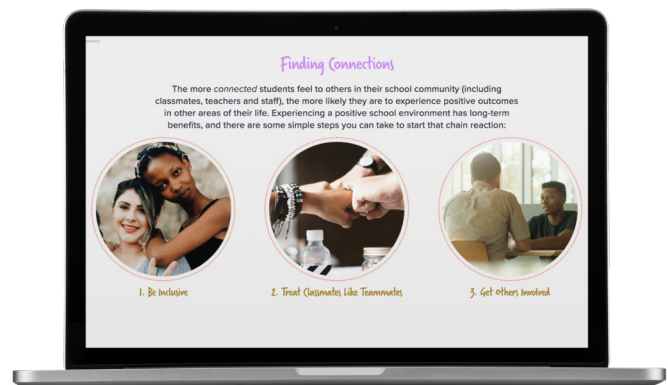 Finding Connections
The more connected students feel to others in their school community (including
classmates, teachers and staff), the more likely they are to experience positive outcomes
in other areas of their life. Experiencing a positive school environment has long-term
benefits, and there are some simple steps you can take to start that chain reaction:
1. Be Inclusive
2. Treat Classmates Like Teammates
3. Get Others Involved